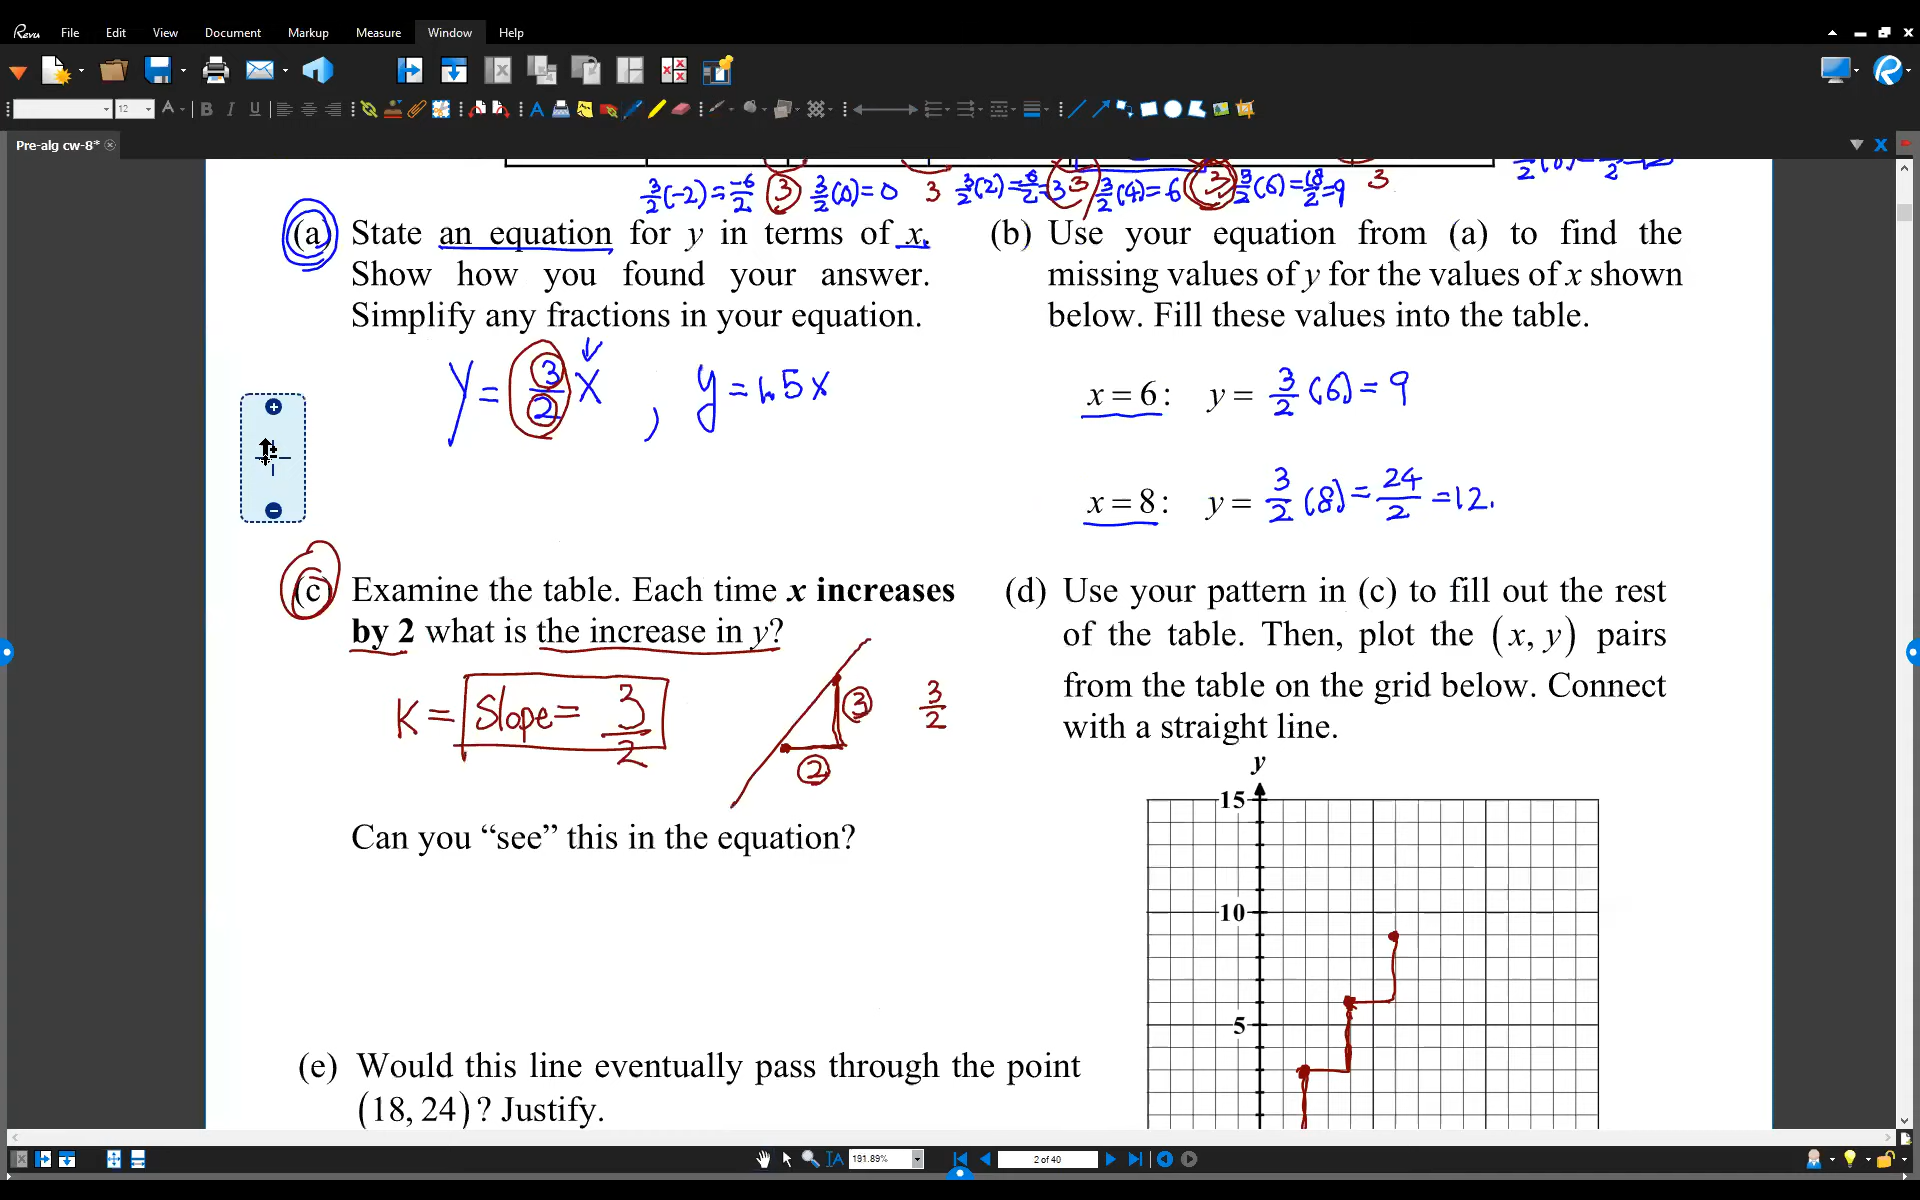 Revu File Edit View Window Document Markup Measure Window Help
12 A B I U
Pre-alg cw-8*
3/2(-2)=-6/2 3 3/2(0)=0 3 3/2(2)=6/2=3 3 3/2(4)=6 3 3/2(6)=18/2=9 3
(a) State an equation for y in terms of x.
Show how you found your answer.
Simplify any fractions in your equation.
y = 3/2 x , y = 1.5x
(b) Use your equation from (a) to find the
missing values of y for the values of x shown
below. Fill these values into the table.
x = 6: y = 3/2 (6) = 9
x = 8: y = 3/2 (8) = 24/2 = 12.
(c) Examine the table. Each time x increases
by 2 what is the increase in y?
K = Slope = 3/2
3 3/2
2
Can you “see” this in the equation?
(d) Use your pattern in (c) to fill out the rest
of the table. Then, plot the (x, y) pairs
from the table on the grid below. Connect
with a straight line.
y
15
10
5
(e) Would this line eventually pass through the point
(18, 24)? Justify.
191.89% 2 of 40